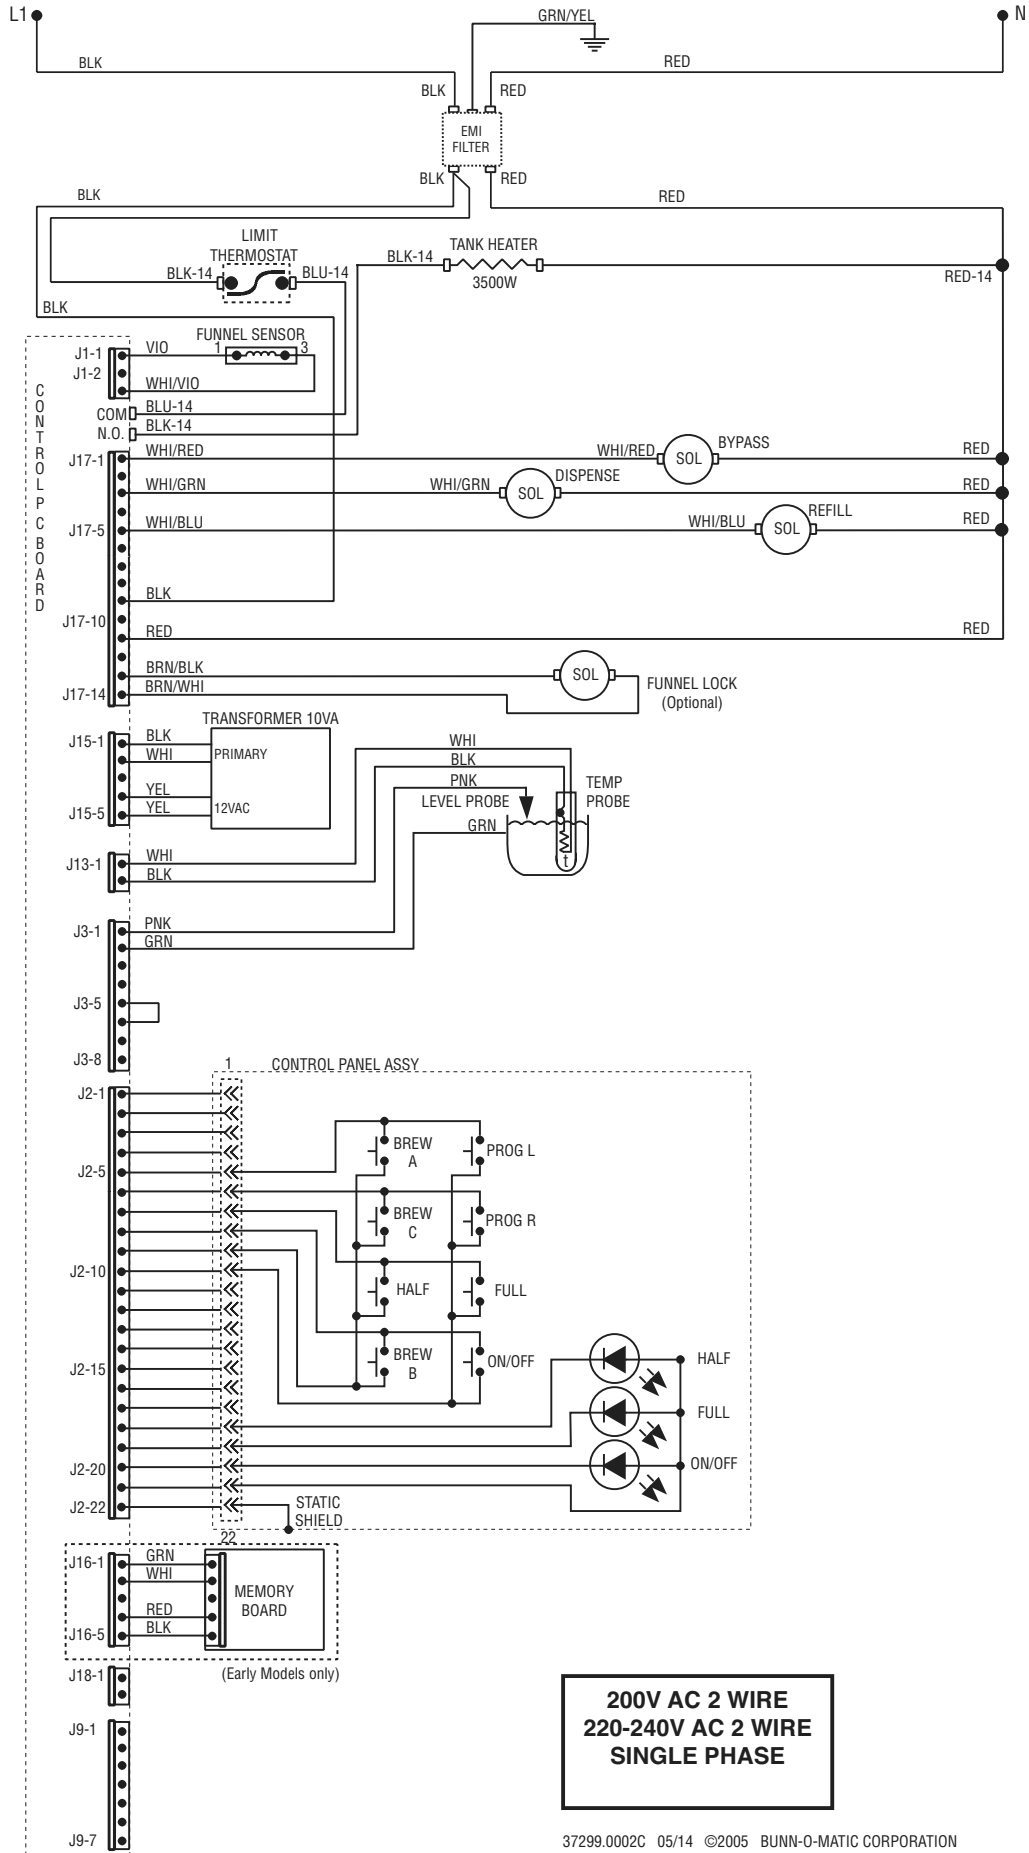 L1
GRN/YEL
N
BLK
RED
BLK
RED
EMI
FILTER
BLK
RED
BLK
RED
LIMIT
THERMOSTAT
TANK HEATER
BLK-14
BLK-14
BLU-14
3500W
RED-14
BLK
FUNNEL SENSOR
J1-1
VIO
1
3
J1-2
WHI/VIO
CONTROL PC BOARD
COM
BLU-14
N.O.
BLK-14
J17-1
WHI/RED
WHI/RED
SOL
BYPASS
RED
WHI/GRN
WHI/GRN
SOL
DISPENSE
RED
J17-5
WHI/BLU
WHI/BLU
SOL
REFILL
RED
BLK
J17-10
RED
RED
BRN/BLK
SOL
J17-14
BRN/WHI
FUNNEL LOCK
(Optional)
TRANSFORMER 10VA
J15-1
BLK
WHI
PRIMARY
YEL
J15-5
YEL
12VAC
WHI
BLK
PNK
LEVEL PROBE
TEMP
PROBE
GRN
t
J13-1
WHI
BLK
J3-1
PNK
GRN
J3-5
J3-8
1
CONTROL PANEL ASSY
J2-1
BREW
A
PROG L
J2-5
BREW
C
PROG R
J2-10
HALF
FULL
BREW
B
ON/OFF
HALF
J2-15
FULL
ON/OFF
J2-20
J2-22
STATIC
SHIELD
22
J16-1
GRN
WHI
MEMORY
BOARD
RED
J16-5
BLK
(Early Models only)
J18-1
J9-1
J9-7
200V AC 2 WIRE
220-240V AC 2 WIRE
SINGLE PHASE
37299.0002C 05/14 ©2005 BUNN-O-MATIC CORPORATION